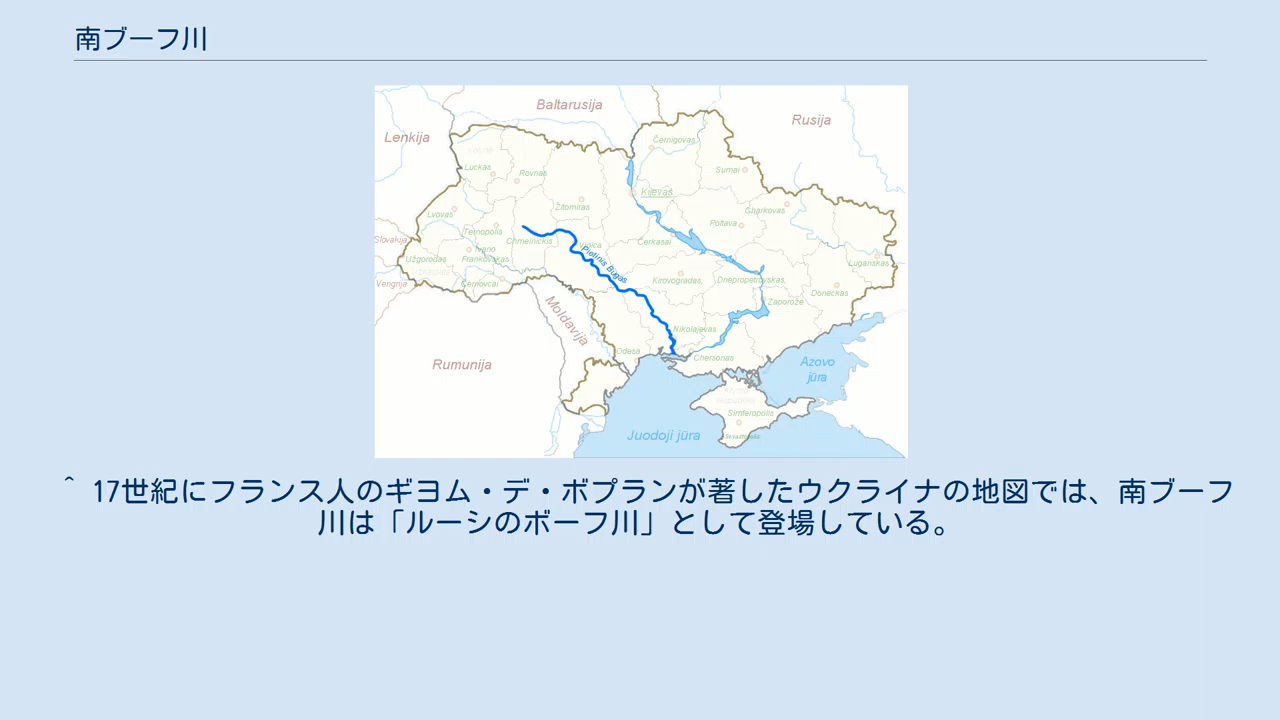 南ブーフ川
Baltarusija
Rusija
Lenkija
Černigovas
Luckas
Rovnas
Sumai
Žitomiras
Kijevas
Lvovas
Charkovas
Poltava
Ternopolis
Chmelnickis
Čerkasai
Slovakija
Ivano
Frankovskas
Užgorodas
Pietinis Bugas
Luganskas
Vengrija
Černovcai
Kirovogradas
Dnepropetrovskas
Doneckas
Zaporožė
Moldavija
Nikolajevas
Odesa
Chersonas
Rumunija
Azovo
jūra
Simferopolis
Juodoji jūra
^ 17世紀にフランス人のギヨム・デ・ボプランが著したウクライナの地図では、南ブーフ
川は「ルーシのボーフ川」として登場している。